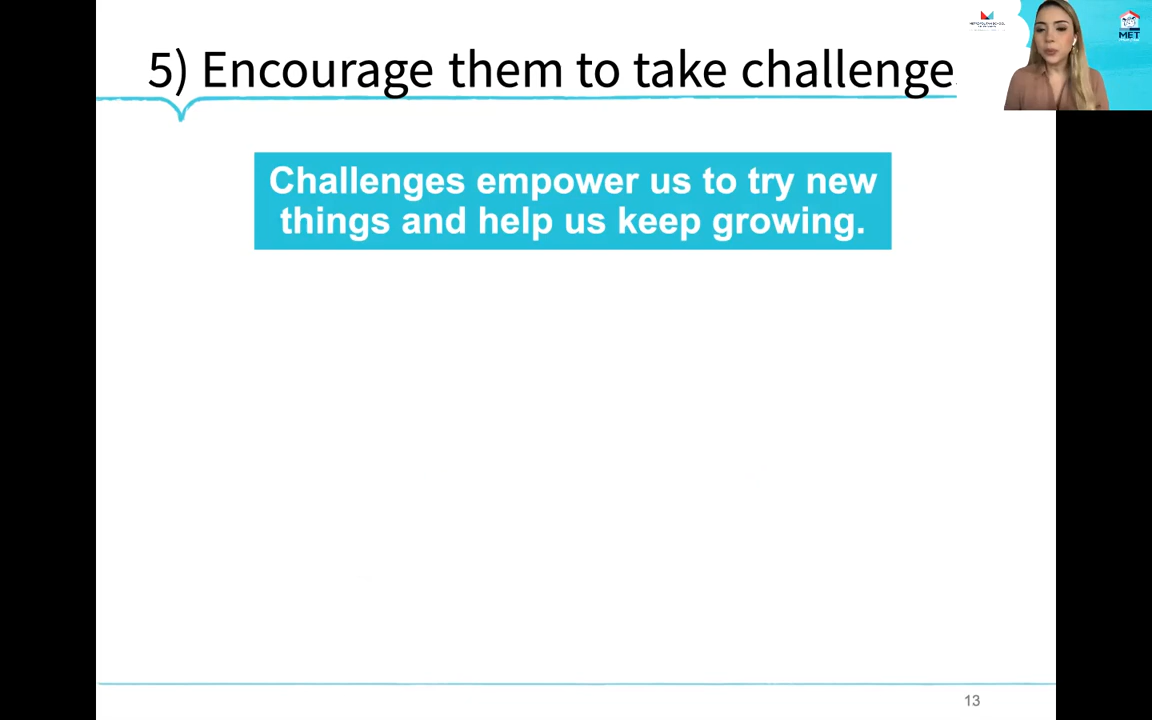 5) Encourage them to take challenge
MET
Challenges empower us to try new
things and help us keep growing.
13